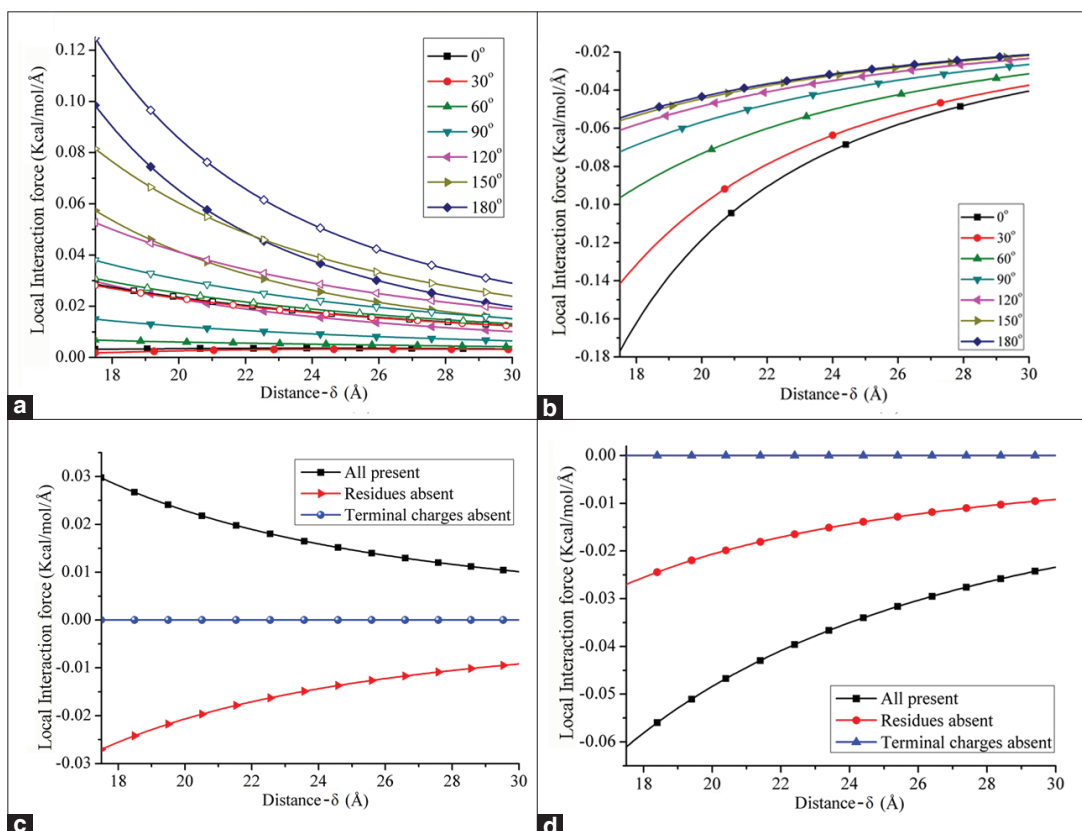 Local Interaction force (Kcal/mol/Å)
0.12
0.10
0.08
0.06
0.04
0.02
0.00
0°
30°
60°
90°
120°
150°
180°
18 20 22 24 26 28 30
Distance-δ (Å)
a
Local Interaction force (Kcal/mol/Å)
-0.02
-0.04
-0.06
-0.08
-0.10
-0.12
-0.14
-0.16
-0.18
0°
30°
60°
90°
120°
150°
180°
18 20 22 24 26 28 30
Distance-δ (Å)
b
Local Interaction force (Kcal/mol/Å)
0.03
0.02
0.01
0.00
-0.01
-0.02
-0.03
All present
Residues absent
Terminal charges absent
18 20 22 24 26 28 30
Distance-δ (Å)
c
Local Interaction force (Kcal/mol/Å)
0.00
-0.01
-0.02
-0.03
-0.04
-0.05
-0.06
All present
Residues absent
Terminal charges absent
18 20 22 24 26 28 30
Distance-δ (Å)
d